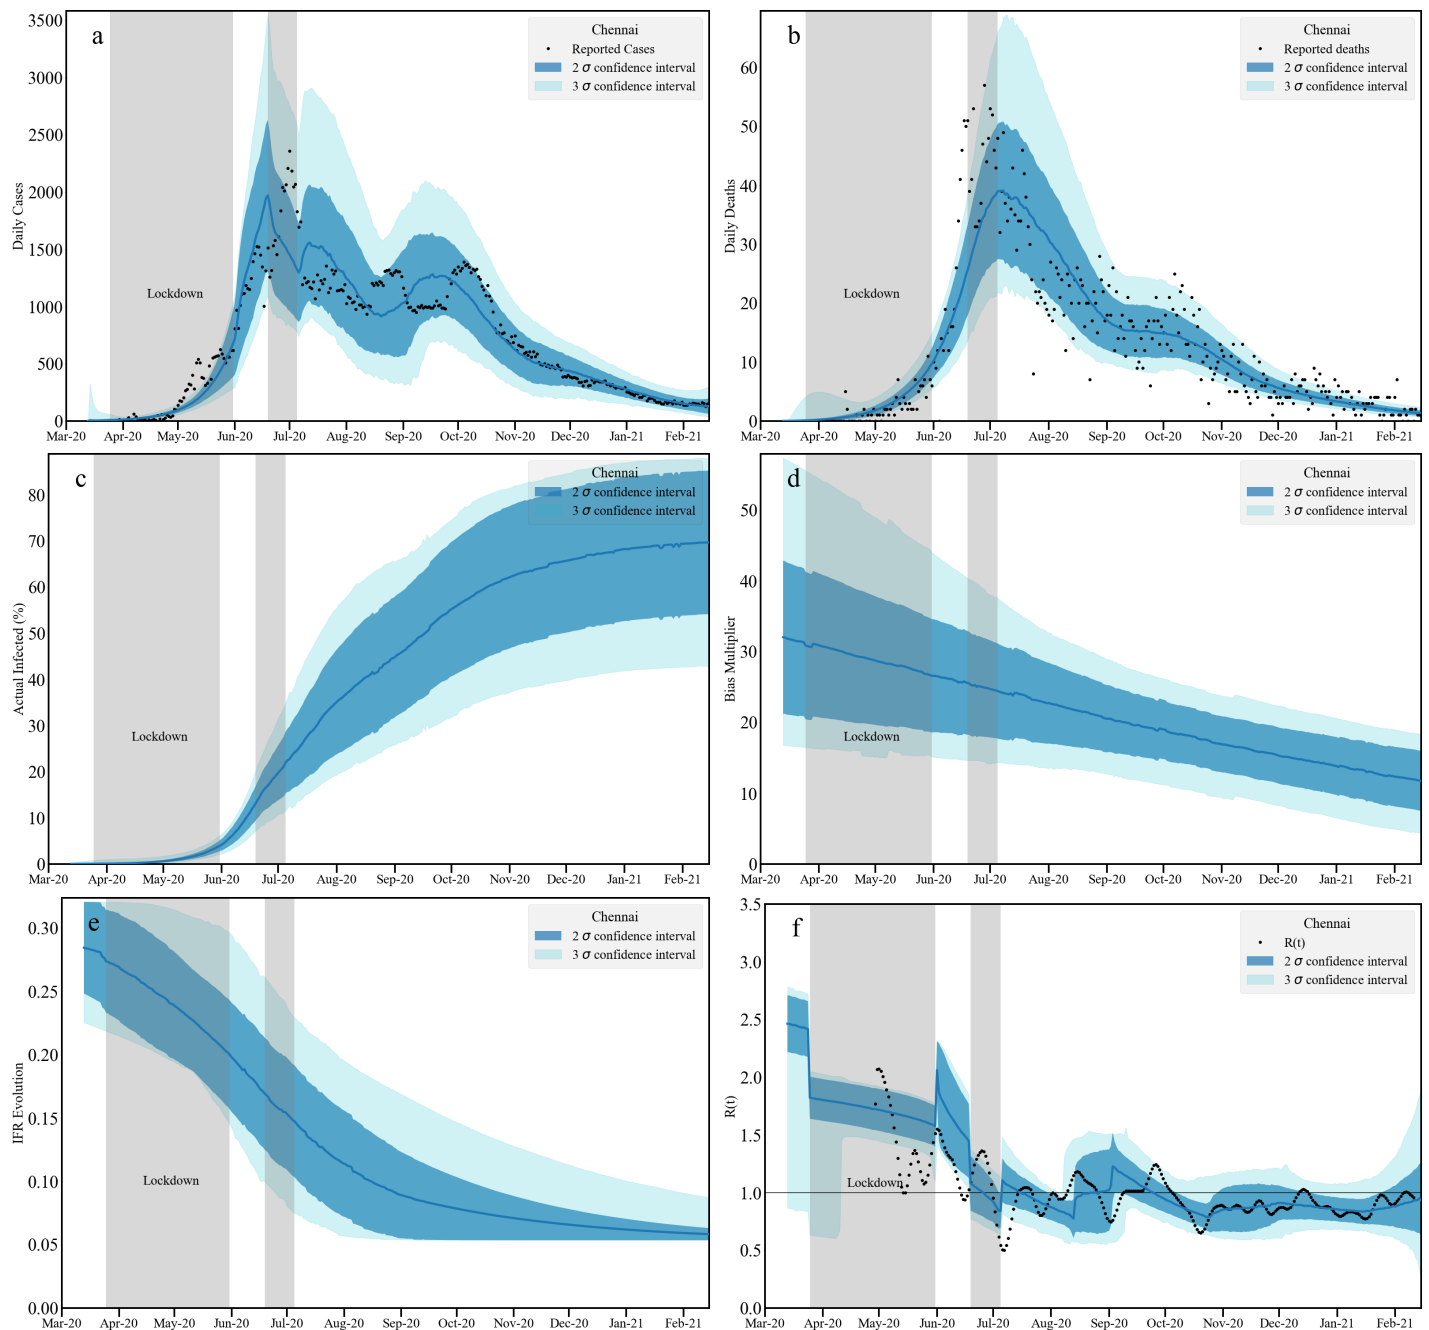 a
Chennai
Reported Cases
2 σ confidence interval
3 σ confidence interval
Lockdown
Daily Cases
3500
3000
2500
2000
1500
1000
500
0
Mar-20 Apr-20 May-20 Jun-20 Jul-20 Aug-20 Sep-20 Oct-20 Nov-20 Dec-20 Jan-21 Feb-21
b
Chennai
Reported deaths
2 σ confidence interval
3 σ confidence interval
Lockdown
Daily Deaths
60
50
40
30
20
10
0
Mar-20 Apr-20 May-20 Jun-20 Jul-20 Aug-20 Sep-20 Oct-20 Nov-20 Dec-20 Jan-21 Feb-21
c
Chennai
2 σ confidence interval
3 σ confidence interval
Lockdown
Actual Infected (%)
80
70
60
50
40
30
20
10
0
Mar-20 Apr-20 May-20 Jun-20 Jul-20 Aug-20 Sep-20 Oct-20 Nov-20 Dec-20 Jan-21 Feb-21
d
Chennai
2 σ confidence interval
3 σ confidence interval
Lockdown
Bias Multiplier
50
40
30
20
10
0
Mar-20 Apr-20 May-20 Jun-20 Jul-20 Aug-20 Sep-20 Oct-20 Nov-20 Dec-20 Jan-21 Feb-21
e
Chennai
2 σ confidence interval
3 σ confidence interval
Lockdown
IFR Evolution
0.30
0.25
0.20
0.15
0.10
0.05
0.00
Mar-20 Apr-20 May-20 Jun-20 Jul-20 Aug-20 Sep-20 Oct-20 Nov-20 Dec-20 Jan-21 Feb-21
f
Chennai
R(t)
2 σ confidence interval
3 σ confidence interval
Lockdown
R(t)
3.5
3.0
2.5
2.0
1.5
1.0
0.5
0.0
Mar-20 Apr-20 May-20 Jun-20 Jul-20 Aug-20 Sep-20 Oct-20 Nov-20 Dec-20 Jan-21 Feb-21